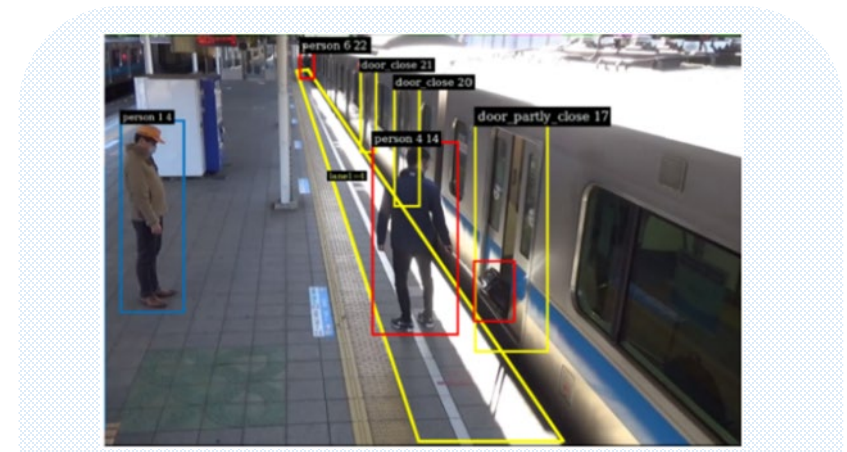 person 6 22
door_close 21
door_close 20
door_partly_close 17
person 1 4
person 4 14